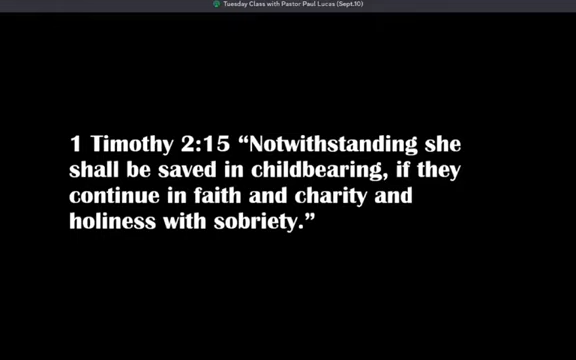 Tuesday Class with Pastor Paul Lucas (Sept.10)
1 Timothy 2:15 “Notwithstanding she
shall be saved in childbearing, if they
continue in faith and charity and
holiness with sobriety.”